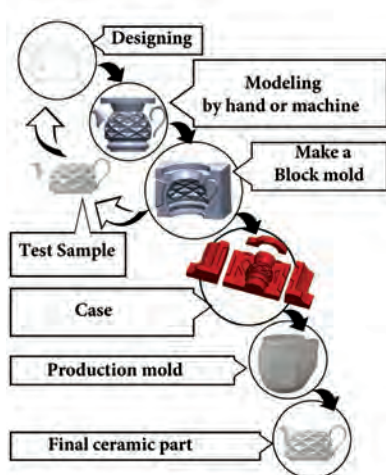 Designing
Modeling
by hand or machine
Make a
Block mold
Test Sample
Case
Production mold
Final ceramic part